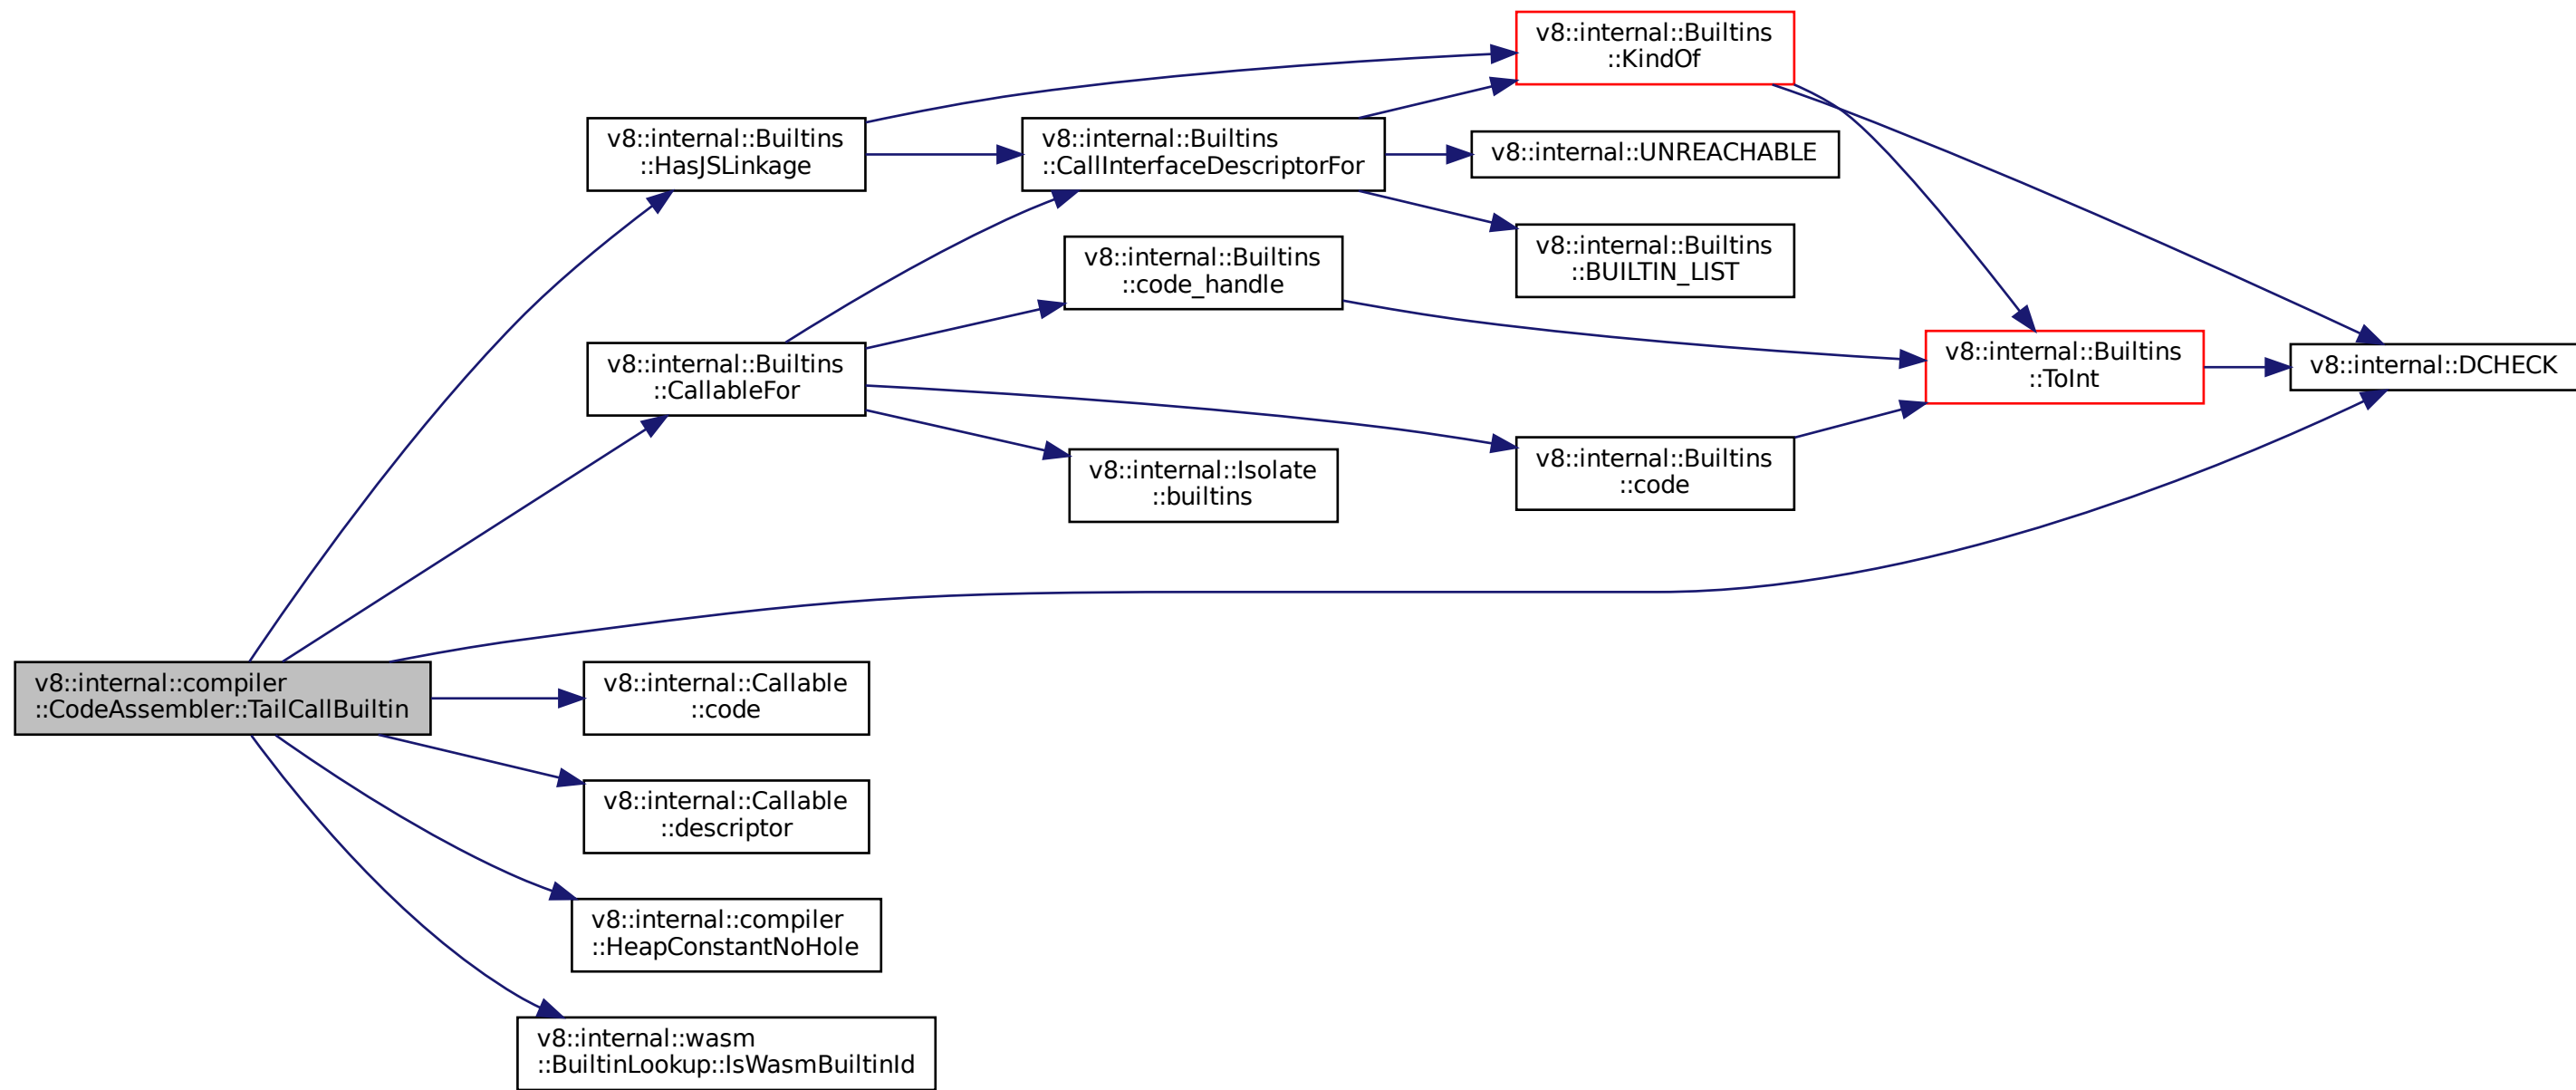 v8::internal::Builtins
::KindOf
v8::internal::Builtins
::HasJSLinkage
v8::internal::Builtins
::CallInterfaceDescriptorFor
v8::internal::UNREACHABLE
v8::internal::Builtins
::BUILTIN_LIST
v8::internal::Builtins
::code_handle
v8::internal::Builtins
::CallableFor
v8::internal::Builtins
::ToInt
v8::internal::DCHECK
v8::internal::Isolate
::builtins
v8::internal::Builtins
::code
v8::internal::compiler
::CodeAssembler::TailCallBuiltin
v8::internal::Callable
::code
v8::internal::Callable
::descriptor
v8::internal::compiler
::HeapConstantNoHole
v8::internal::wasm
::BuiltinLookup::IsWasmBuiltinId